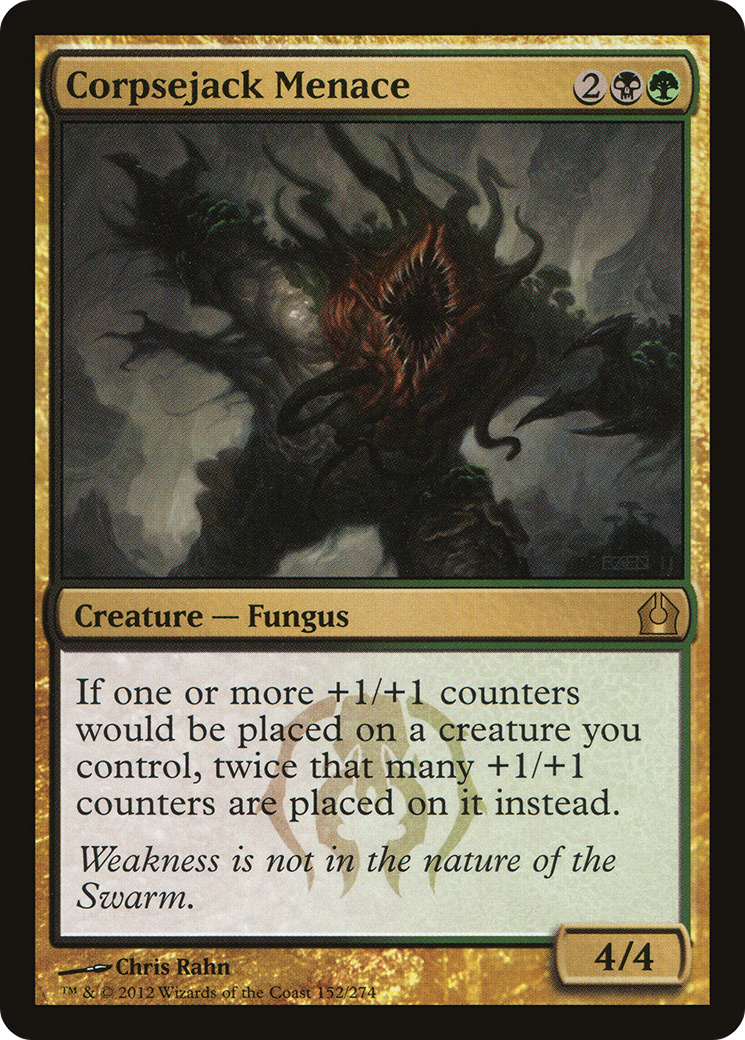 Corpsejack Menace 2
Creature — Fungus
If one or more +1/+1 counters
would be placed on a creature you
control, twice that many +1/+1
counters are placed on it instead.
Weakness is not in the nature of the
Swarm.
4/4
Chris Rahn
™ & © 2012 Wizards of the Coast 152/274